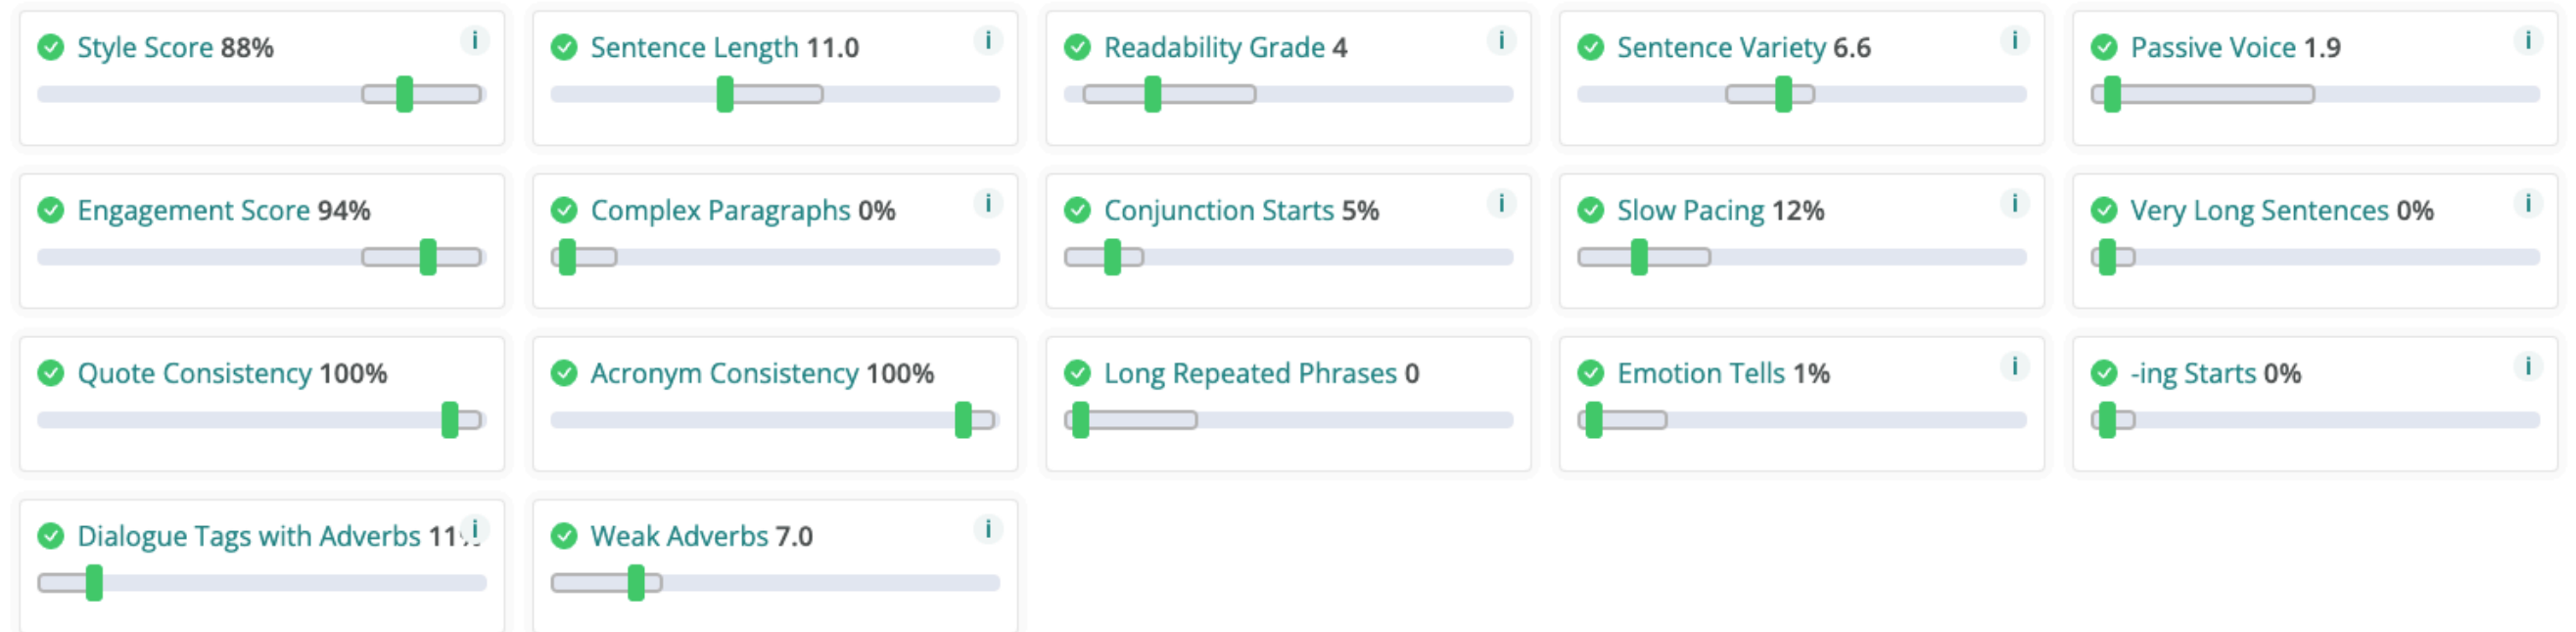 Style Score 88% i
Sentence Length 11.0 i
Readability Grade 4 i
Sentence Variety 6.6 i
Passive Voice 1.9 i
Engagement Score 94%
Complex Paragraphs 0% i
Conjunction Starts 5% i
Slow Pacing 12% i
Very Long Sentences 0% i
Quote Consistency 100%
Acronym Consistency 100%
Long Repeated Phrases 0
Emotion Tells 1% i
-ing Starts 0% i
Dialogue Tags with Adverbs 11% i
Weak Adverbs 7.0 i